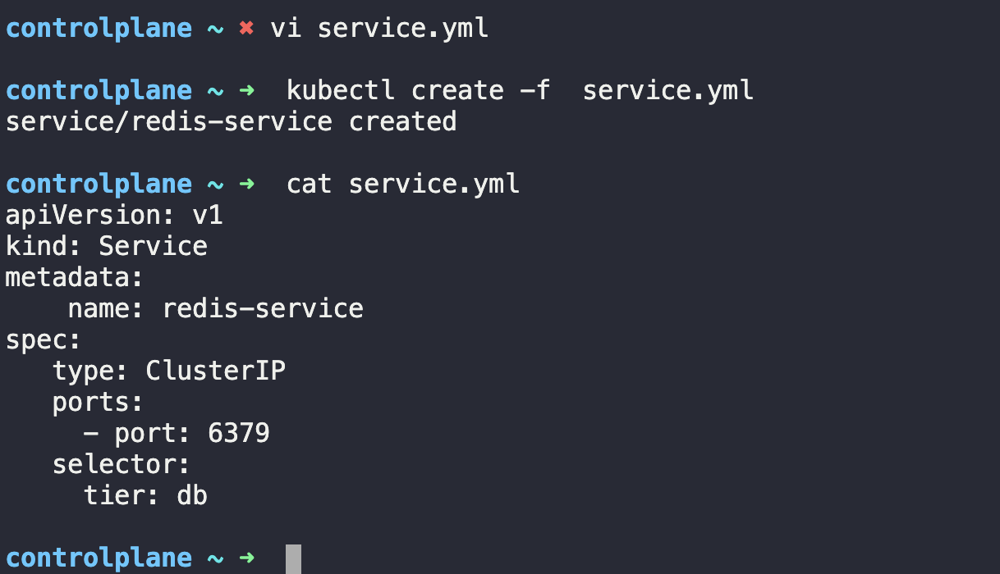 controlplane ~ ✖ vi service.yml
controlplane ~ ➜  kubectl create -f  service.yml
service/redis-service created
controlplane ~ ➜  cat service.yml
apiVersion: v1
kind: Service
metadata:
    name: redis-service
spec:
   type: ClusterIP
   ports:
     - port: 6379
   selector:
     tier: db
controlplane ~ ➜